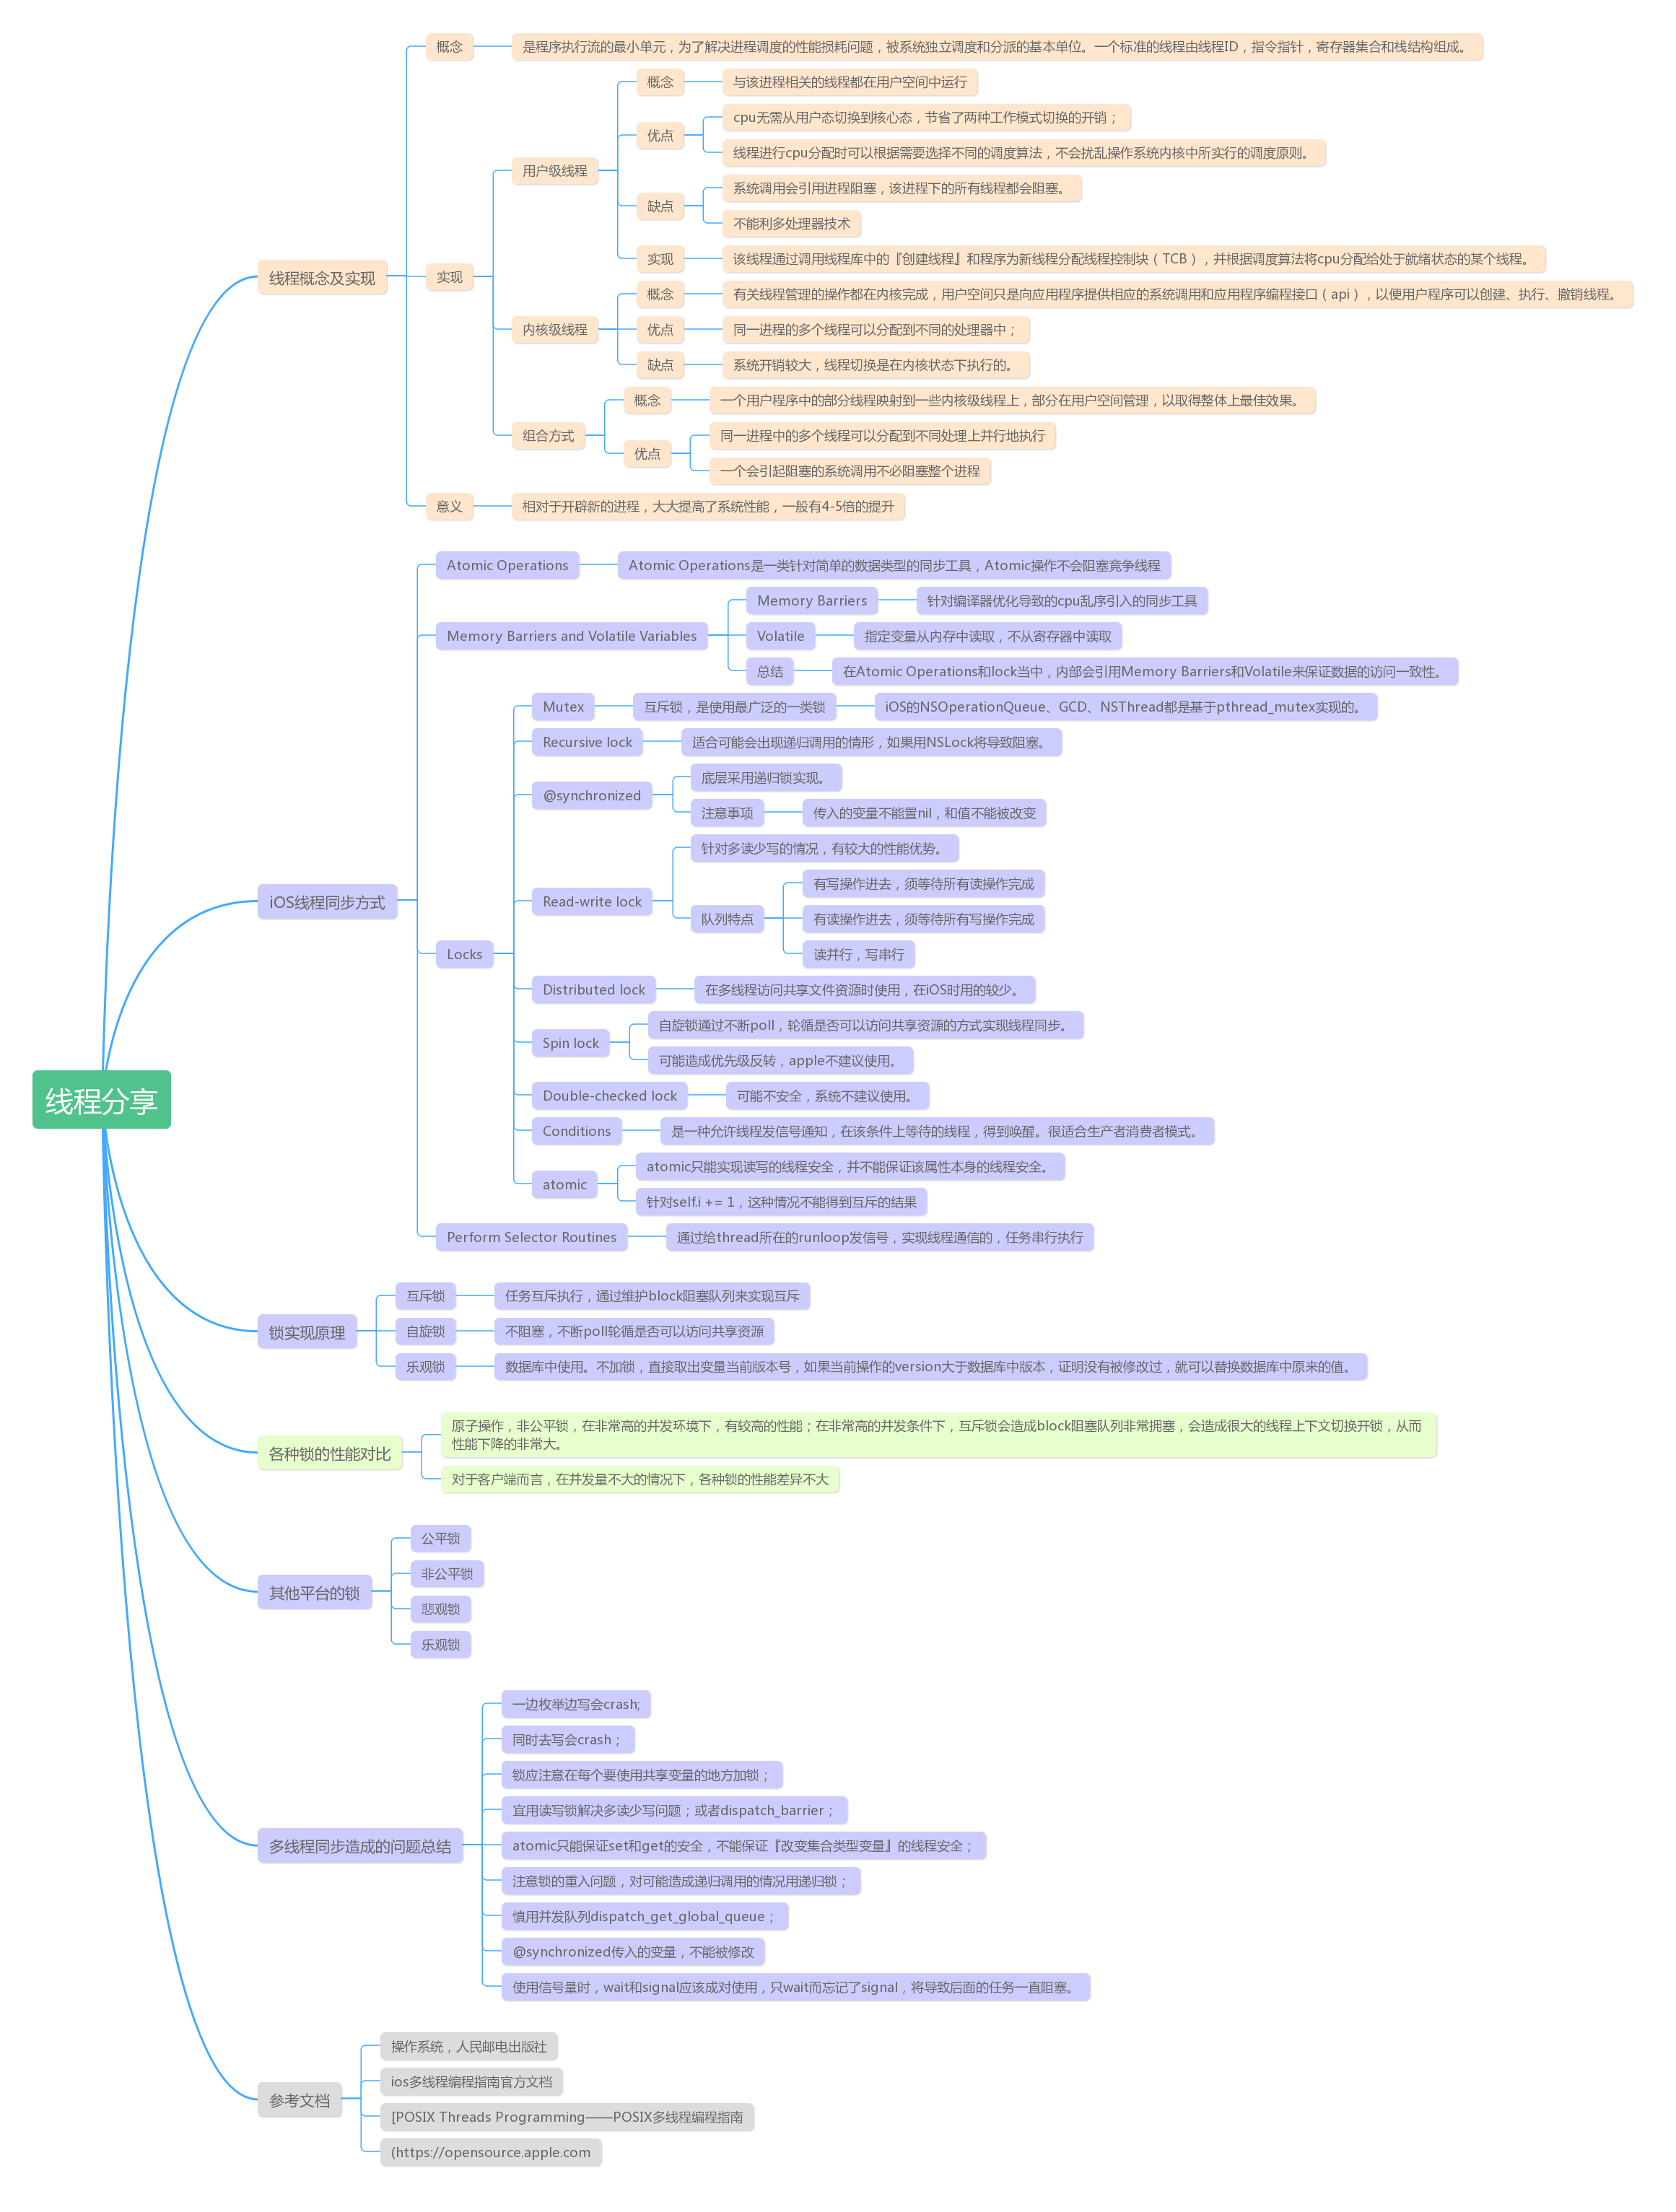 线程分享
线程概念及实现
概念
是程序执行流的最小单元，为了解决进程调度的性能损耗问题，被系统独立调度和分派的基本单位。一个标准的线程由线程ID，指令指针，寄存器集合和栈结构组成。
实现
用户级线程
概念
与该进程相关的线程都在用户空间中运行
优点
cpu无需从用户态切换到核心态，节省了两种工作模式切换的开销；
线程进行cpu分配时可以根据需要选择不同的调度算法，不会扰乱操作系统内核中所实行的调度原则。
缺点
系统调用会引用进程阻塞，该进程下的所有线程都会阻塞。
不能利多处理器技术
实现
该线程通过调用线程库中的『创建线程』和程序为新线程分配线程控制块（TCB），并根据调度算法将cpu分配给处于就绪状态的某个线程。
内核级线程
概念
有关线程管理的操作都在内核完成，用户空间只是向应用程序提供相应的系统调用和应用程序编程接口（api），以便用户程序可以创建、执行、撤销线程。
优点
同一进程的多个线程可以分配到不同的处理器中；
缺点
系统开销较大，线程切换是在内核状态下执行的。
组合方式
概念
一个用户程序中的部分线程映射到一些内核级线程上，部分在用户空间管理，以取得整体上最佳效果。
优点
同一进程中的多个线程可以分配到不同处理上并行地执行
一个会引起阻塞的系统调用不必阻塞整个进程
意义
相对于开辟新的进程，大大提高了系统性能，一般有4-5倍的提升
iOS线程同步方式
Atomic Operations
Atomic Operations是一类针对简单的数据类型的同步工具，Atomic操作不会阻塞竞争线程
Memory Barriers and Volatile Variables
Memory Barriers
针对编译器优化导致的cpu乱序引入的同步工具
Volatile
指定变量从内存中读取，不从寄存器中读取
总结
在Atomic Operations和lock当中，内部会引用Memory Barriers和Volatile来保证数据的访问一致性。
Locks
Mutex
互斥锁，是使用最广泛的一类锁
iOS的NSOperationQueue、GCD、NSThread都是基于pthread_mutex实现的。
Recursive lock
适合可能会出现递归调用的情形，如果用NSLock将导致阻塞。
@synchronized
底层采用递归锁实现。
注意事项
传入的变量不能置nil，和值不能被改变
Read-write lock
针对多读少写的情况，有较大的性能优势。
队列特点
有写操作进去，须等待所有读操作完成
有读操作进去，须等待所有写操作完成
读并行，写串行
Distributed lock
在多线程访问共享文件资源时使用，在iOS时用的较少。
Spin lock
自旋锁通过不断poll，轮循是否可以访问共享资源的方式实现线程同步。
可能造成优先级反转，apple不建议使用。
Double-checked lock
可能不安全，系统不建议使用。
Conditions
是一种允许线程发信号通知，在该条件上等待的线程，得到唤醒。很适合生产者消费者模式。
atomic
atomic只能实现读写的线程安全，并不能保证该属性本身的线程安全。
针对self.i += 1，这种情况不能得到互斥的结果
Perform Selector Routines
通过给thread所在的runloop发信号，实现线程通信的，任务串行执行
锁实现原理
互斥锁
任务互斥执行，通过维护block阻塞队列来实现互斥
自旋锁
不阻塞，不断poll轮循是否可以访问共享资源
乐观锁
数据库中使用。不加锁，直接取出变量当前版本号，如果当前操作的version大于数据库中版本，证明没有被修改过，就可以替换数据库中原来的值。
各种锁的性能对比
原子操作，非公平锁，在非常高的并发环境下，有较高的性能；在非常高的并发条件下，互斥锁会造成block阻塞队列非常拥塞，会造成很大的线程上下文切换开锁，从而
性能下降的非常大。
对于客户端而言，在并发量不大的情况下，各种锁的性能差异不大
其他平台的锁
公平锁
非公平锁
悲观锁
乐观锁
多线程同步造成的问题总结
一边枚举边写会crash;
同时去写会crash；
锁应注意在每个要使用共享变量的地方加锁；
宜用读写锁解决多读少写问题；或者dispatch_barrier；
atomic只能保证set和get的安全，不能保证『改变集合类型变量』的线程安全；
注意锁的重入问题，对可能造成递归调用的情况用递归锁；
慎用并发队列dispatch_get_global_queue；
@synchronized传入的变量，不能被修改
使用信号量时，wait和signal应该成对使用，只wait而忘记了signal，将导致后面的任务一直阻塞。
参考文档
操作系统，人民邮电出版社
ios多线程编程指南官方文档
[POSIX Threads Programming——POSIX多线程编程指南
(https://opensource.apple.com